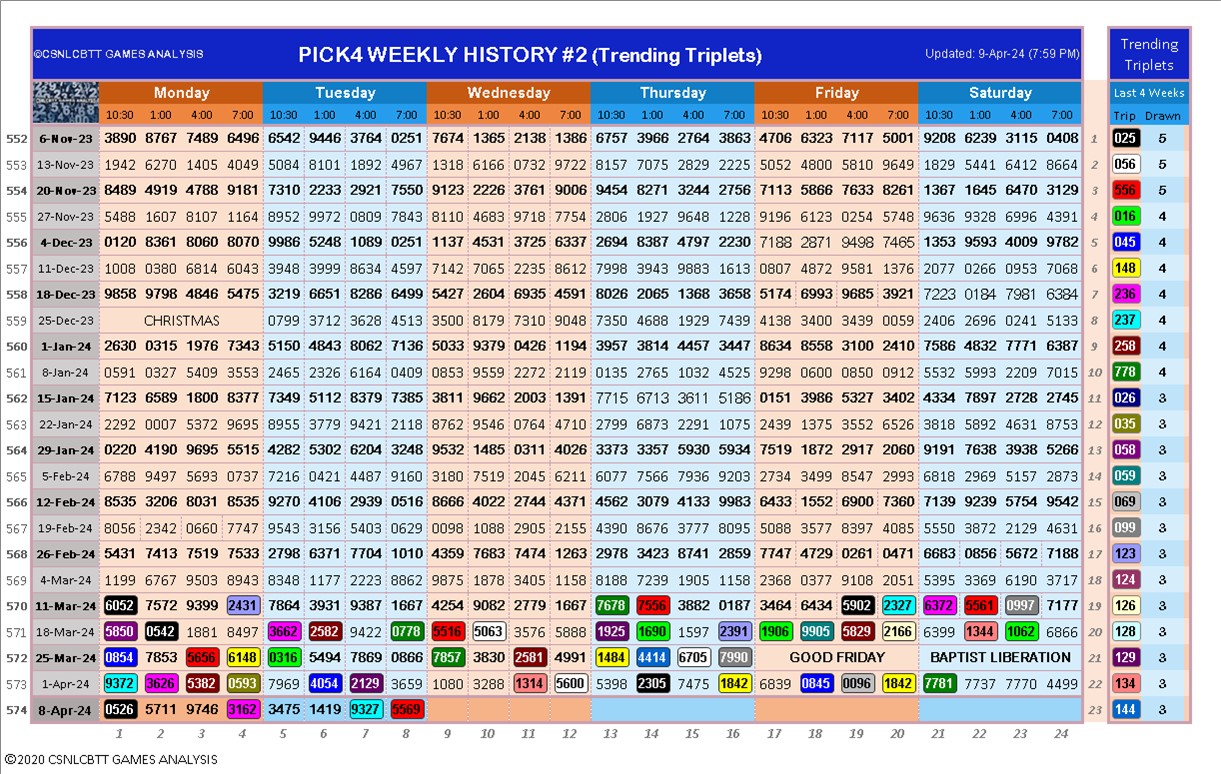 ©CSNLCBTT GAMES ANALYSIS PICK4 WEEKLY HISTORY #2 (Trending Triplets) Updated: 9-Apr-24 (7:59 PM) Trending Triplets
Monday Tuesday Wednesday Thursday Friday Saturday Last 4 Weeks
10:30 1:00 4:00 7:00 10:30 1:00 4:00 7:00 10:30 1:00 4:00 7:00 10:30 1:00 4:00 7:00 10:30 1:00 4:00 7:00 10:30 1:00 4:00 7:00 Trip Drawn
552 6-Nov-23 3890 8767 7489 6496 6542 9446 3764 0251 7674 1365 2138 1386 6757 3966 2764 3863 4706 6323 7117 5001 9208 6239 3115 0408 1 025 5
553 13-Nov-23 1942 6270 1405 4049 5084 8101 1892 4967 1318 6166 0732 9722 8157 7075 2825 2225 5052 4800 5810 9649 1829 5441 6412 8664 2 056 5
554 20-Nov-23 8489 4919 4788 9181 7310 2233 2921 7550 9123 2226 3761 9006 9454 8271 3244 2756 7113 5866 7633 8261 1367 1645 6470 3129 3 556 5
555 27-Nov-23 5488 1607 8107 1164 8952 9972 0809 7843 8110 4683 9718 7754 2806 1927 9648 1228 9196 6123 0254 5748 9636 9328 6996 4391 4 016 4
556 4-Dec-23 0120 8361 8060 8070 9986 5248 1089 0251 1137 4531 3725 6337 2694 8387 4797 2230 7188 2871 9498 7465 1353 9593 4009 9782 5 045 4
557 11-Dec-23 1008 0380 6814 6043 3948 3999 8634 4597 7142 7065 2235 8612 7998 3943 9883 1613 0807 4872 9581 1376 2077 0266 0953 7068 6 148 4
558 18-Dec-23 9858 9798 4846 5475 3219 6651 8286 6491 5427 2604 6935 4591 8026 2065 1368 3658 5174 6993 9685 3921 7223 0184 7981 6384 7 236 4
559 25-Dec-23 CHRISTMAS 0799 3712 3628 4513 3500 8179 7310 9048 7350 4688 1929 7439 4138 3400 3439 0059 2406 2696 0241 5133 8 237 4
560 1-Jan-24 2630 0315 1976 7343 5150 4843 8062 7136 5033 9379 0426 1194 3957 3814 4457 3447 8634 8558 3100 2410 7586 4832 7771 6387 9 258 4
561 8-Jan-24 0591 0327 5409 3553 2465 2326 6164 0409 0853 9559 2272 2119 0135 2765 1032 4525 9298 0600 0850 0912 5532 5993 2209 7015 10 778 4
562 15-Jan-24 7123 6589 1800 8377 7349 5112 8379 7385 3811 9662 2003 1391 7715 6713 3611 5186 0151 3986 5327 3402 4334 7897 2728 2745 11 026 3
563 22-Jan-24 2292 0007 5372 9695 8955 3779 9421 2118 8762 9546 0764 4710 2799 6873 2291 1075 2439 1375 3552 6526 3818 5892 4631 8753 12 035 3
564 29-Jan-24 0220 4190 9695 5515 4282 5302 6204 3248 9532 1485 0311 4026 3373 3357 5930 5934 7519 1872 2917 2060 9191 7638 3938 5266 13 058 3
565 5-Feb-24 6788 9497 5693 0737 7216 0421 4487 9160 3180 7519 2045 6211 6077 7566 7936 9203 2734 3499 8547 2992 6818 2969 5157 2873 14 059 3
566 12-Feb-24 8535 3206 8031 8535 9270 4106 2939 0516 8666 4022 2744 4371 4562 3079 4133 9983 6433 1552 6900 7360 7139 9239 5754 9542 15 069 3
567 19-Feb-24 8056 2342 0660 7747 9543 3156 5403 0629 0098 1088 2905 2155 4390 8676 3777 8095 5088 3577 8397 4085 5550 3872 2129 4631 16 099 3
568 26-Feb-24 5431 7413 7519 7533 2798 6371 7704 1010 4359 7683 7474 1263 2978 3423 8741 2859 7747 4729 0261 0471 6683 0856 5672 7188 17 123 3
569 4-Mar-24 1199 6767 9503 8943 8348 1177 2223 8862 9875 1878 3405 1158 8188 7239 1905 1158 2368 0377 9108 2051 5395 3369 6190 3717 18 124 3
570 11-Mar-24 6052 7572 9399 2431 7864 3931 9387 1667 4254 9082 2779 1667 7678 7556 3882 0187 3464 6434 5902 2327 6372 5561 0997 7177 19 126 3
571 18-Mar-24 5850 0542 1881 8497 3662 2582 9422 0778 5516 5063 3576 5888 1925 1690 1597 2391 1906 9905 5829 2166 6399 1344 1062 6866 20 128 3
572 25-Mar-24 0854 7853 5656 6148 0316 5494 7869 0866 7857 3830 2581 4991 1484 4414 6705 7990 GOOD FRIDAY BAPTIST LIBERATION 21 129 3
573 1-Apr-24 9372 3626 5382 0593 7969 4054 2129 3659 1080 3288 1314 5600 5398 2305 7475 1842 6839 0845 0096 1842 7781 7737 7770 4499 22 134 3
574 8-Apr-24 0526 5711 9746 3162 3475 1419 9327 5569 23 144 3
1 2 3 4 5 6 7 8 9 10 11 12 13 14 15 16 17 18 19 20 21 22 23 24
©2020 CSNLCBTT GAMES ANALYSIS